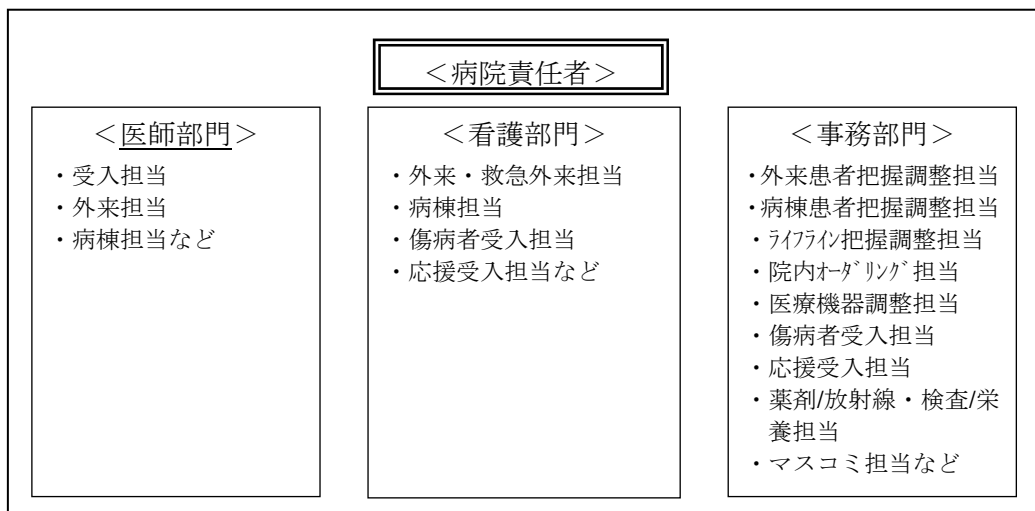 ＜病院責任者＞
＜医師部門＞
・受入担当
・外来担当
・病棟担当など
＜看護部門＞
・外来・救急外来担当
・病棟担当
・傷病者受入担当
・応援受入担当など
＜事務部門＞
・外来患者把握調整担当
・病棟患者把握調整担当
・ﾗｲﾌﾗｲﾝ把握調整担当
・院内ｵｰﾀﾞﾘﾝｸﾞ担当
・医療機器調整担当
・傷病者受入担当
・応援受入担当
・薬剤/放射線・検査/栄
養担当
・マスコミ担当など